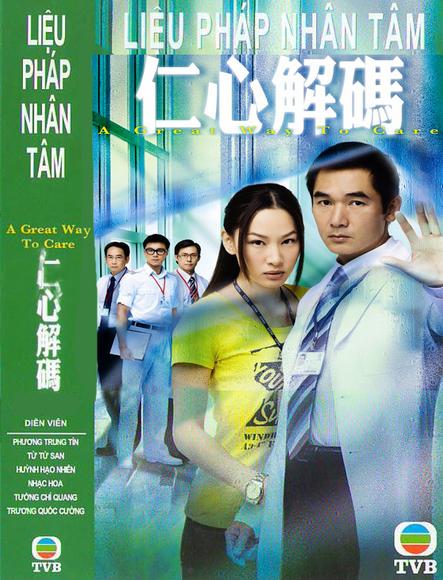 LIỆU
PHÁP
NHÂN
TÂM
A Great Way
To Care
仁心解碼
DIỄN VIÊN
PHƯƠNG TRUNG TÍN
TỪ TỬ SAN
HUỲNH HẠO NHIÊN
NHẠC HOA
TƯỞNG CHÍ QUANG
TRƯƠNG QUỐC CƯỜNG
TVB
LIỆU PHÁP NHÂN TÂM
仁心解碼
A Great Way To Care
YOU
TVB